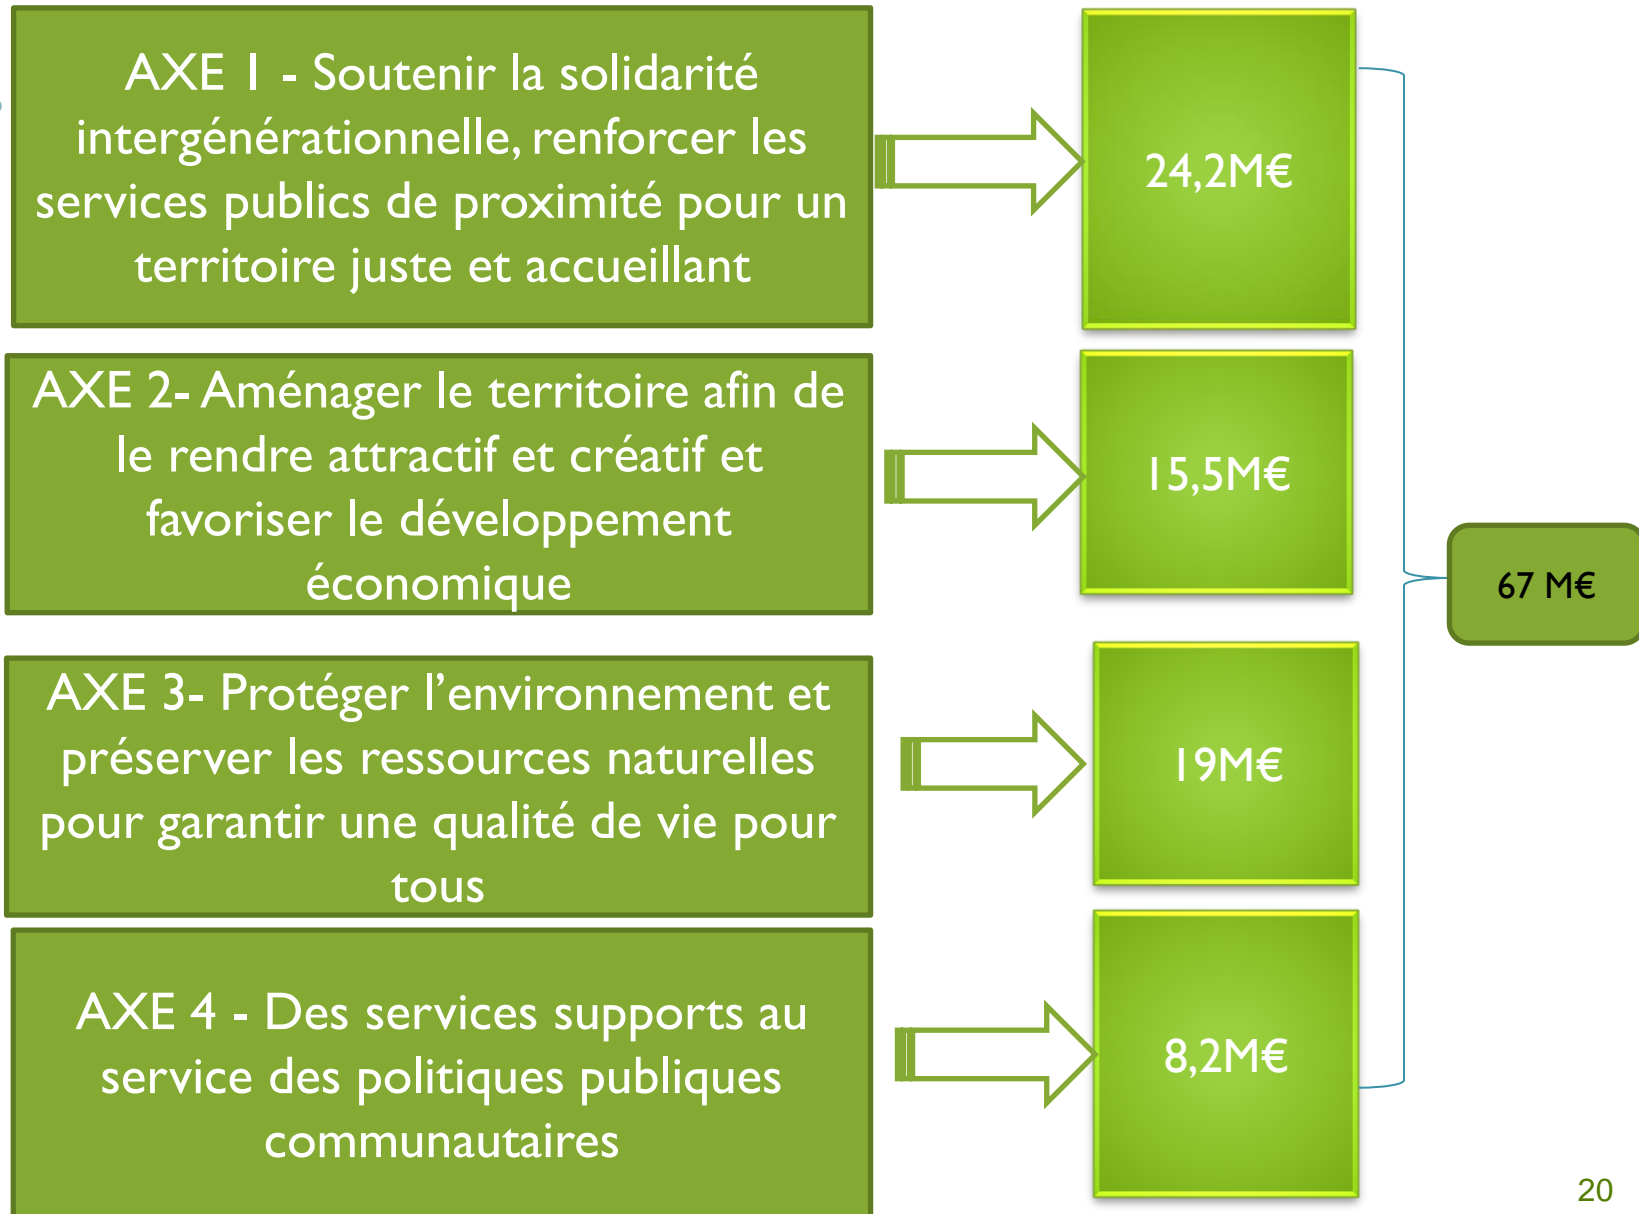 AXE 1 - Soutenir la solidarité
intergénérationnelle, renforcer les
services publics de proximité pour un
territoire juste et accueillant
24,2M€
AXE 2- Aménager le territoire afin de
le rendre attractif et créatif et
favoriser le développement
économique
15,5M€
67 M€
AXE 3- Protéger l’environnement et
préserver les ressources naturelles
pour garantir une qualité de vie pour
tous
19M€
AXE 4 - Des services supports au
service des politiques publiques
communautaires
8,2M€
20